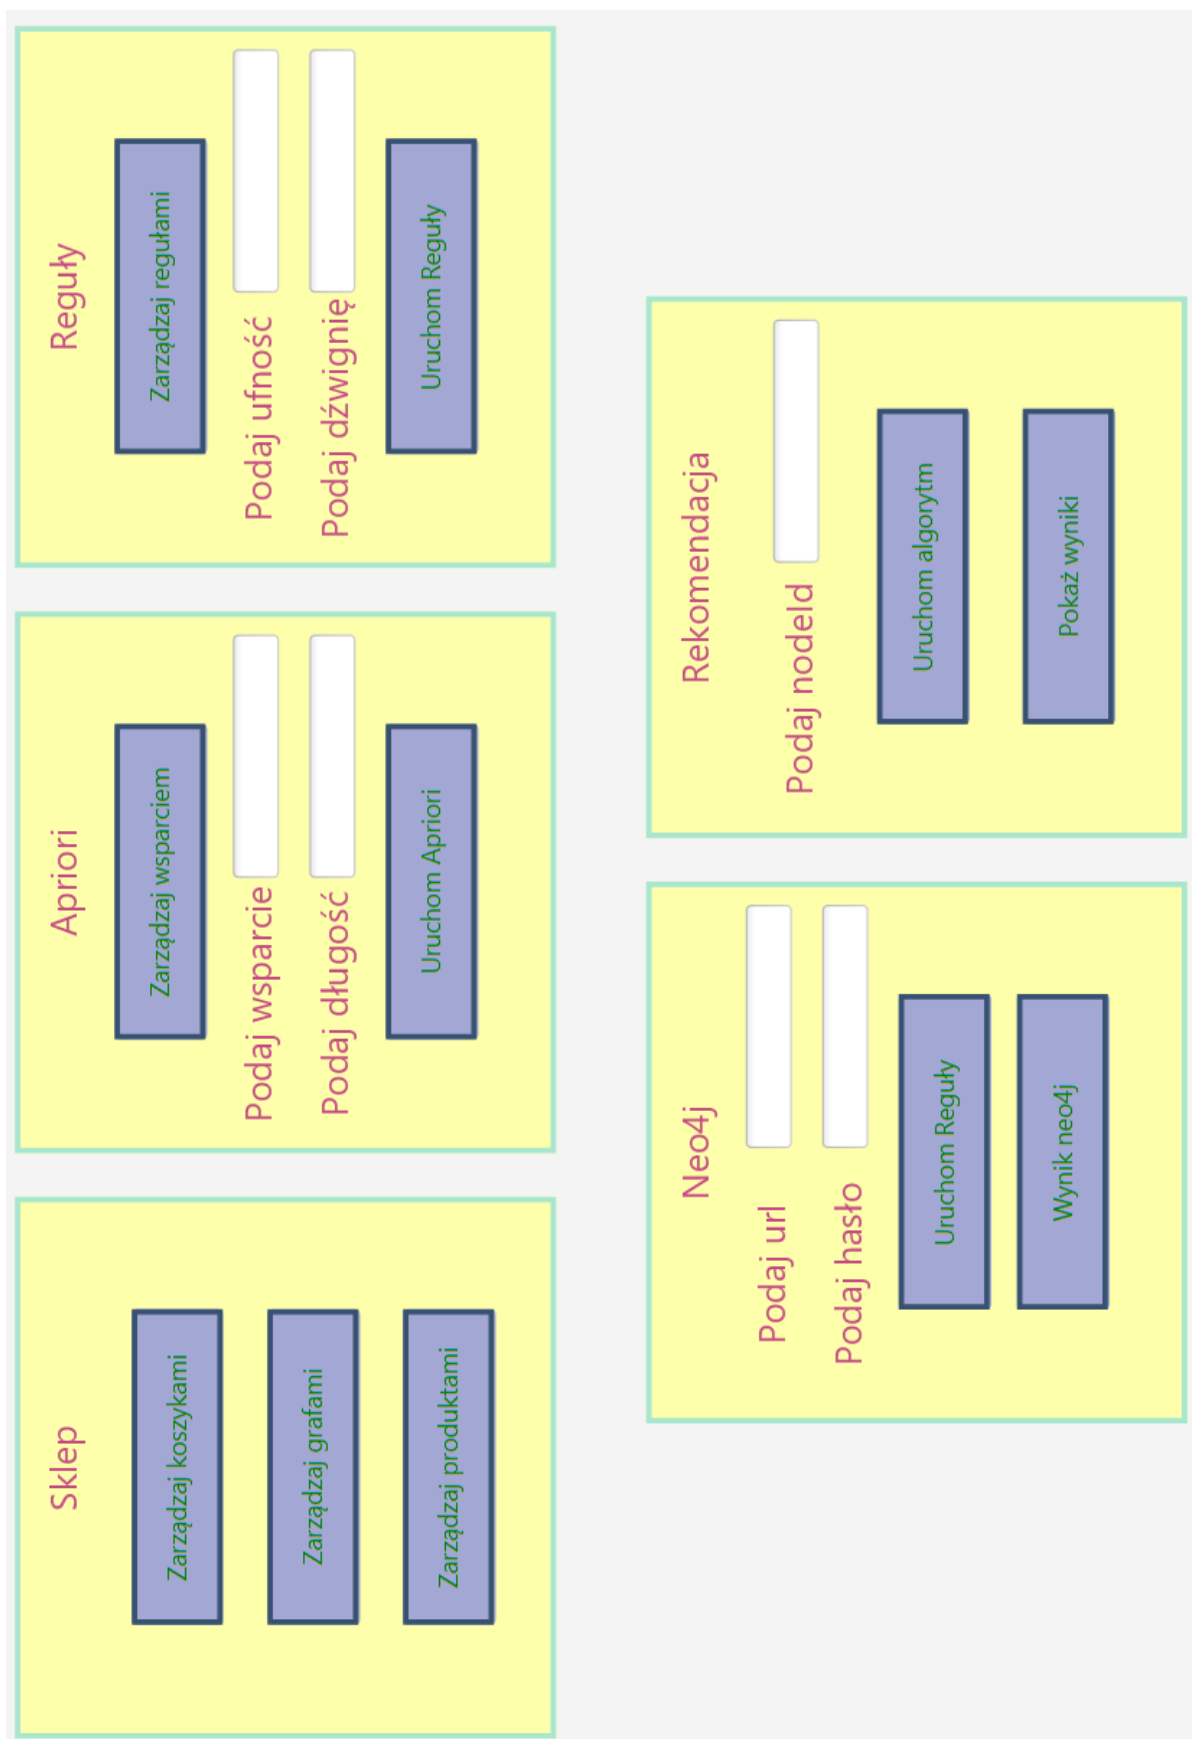 Sklep
Zarządzaj koszykami
Zarządzaj grafami
Zarządzaj produktami
Apriori
Zarządzaj wsparciem
Podaj wsparcie
Podaj długość
Uruchom Apriori
Reguły
Zarządzaj regułami
Podaj ufność
Podaj dźwignię
Uruchom Reguły
Neo4j
Podaj url
Podaj hasło
Uruchom Reguły
Wynik neo4j
Rekomendacja
Podaj nodeId
Uruchom algorytm
Pokaż wyniki